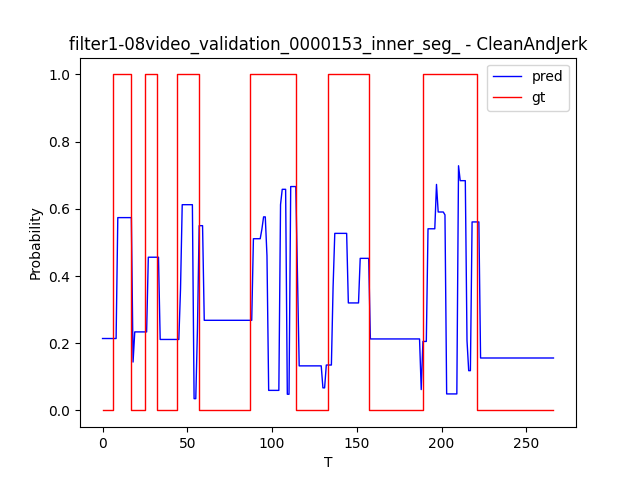 filter1-08video_validation_0000153_inner_seg_ - CleanAndJerk
pred
gt
Probability
1.0
0.8
0.6
0.4
0.2
0.0
0 50 100 150 200 250
T